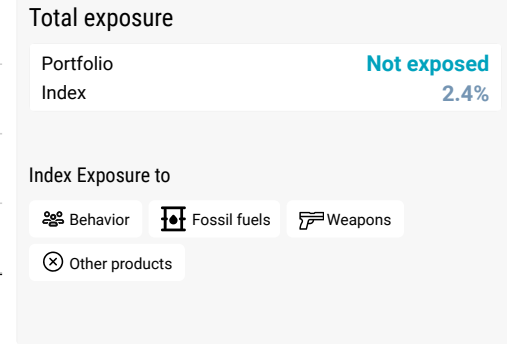 Total exposure
Portfolio Not exposed
Index 2.4%
Index Exposure to
Behavior Fossil fuels Weapons
Other products